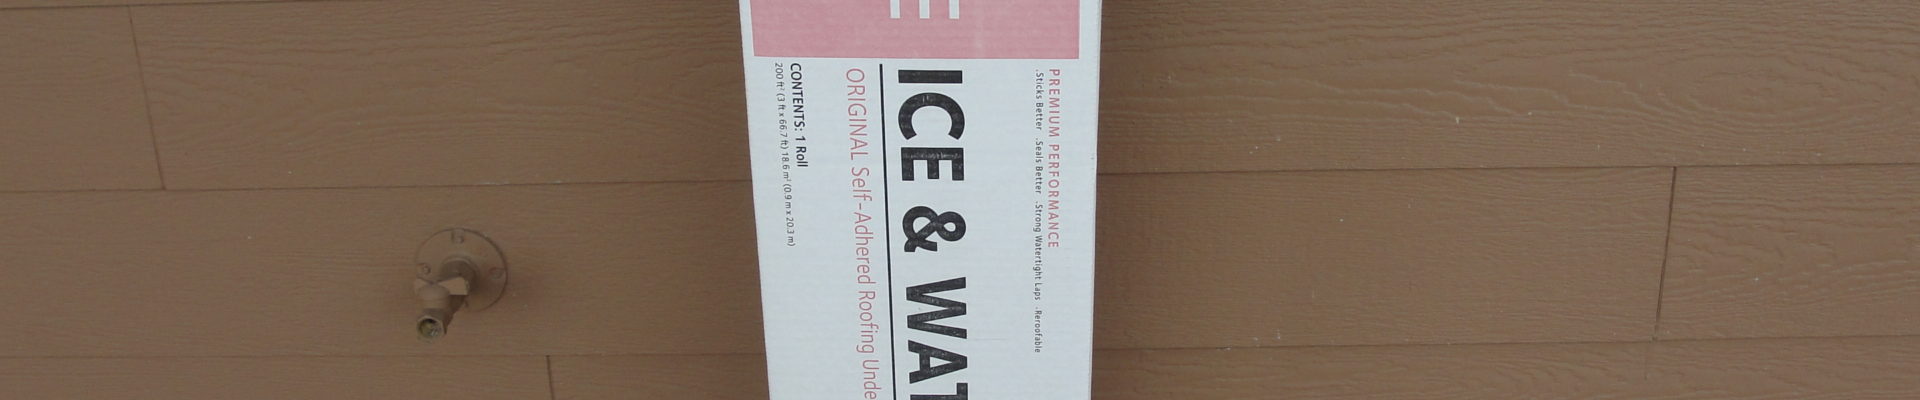 PREMIUM PERFORMANCE
.Sticks Better .Seals Better .Strong Watertight Laps .Reroofable
ICE & WAT
ORIGINAL Self-Adhered Roofing Unde
CONTENTS: 1 Roll
200 ft² (3 ft x 66.7 ft) 18.6 m² (0.9 m x 20.3 m)